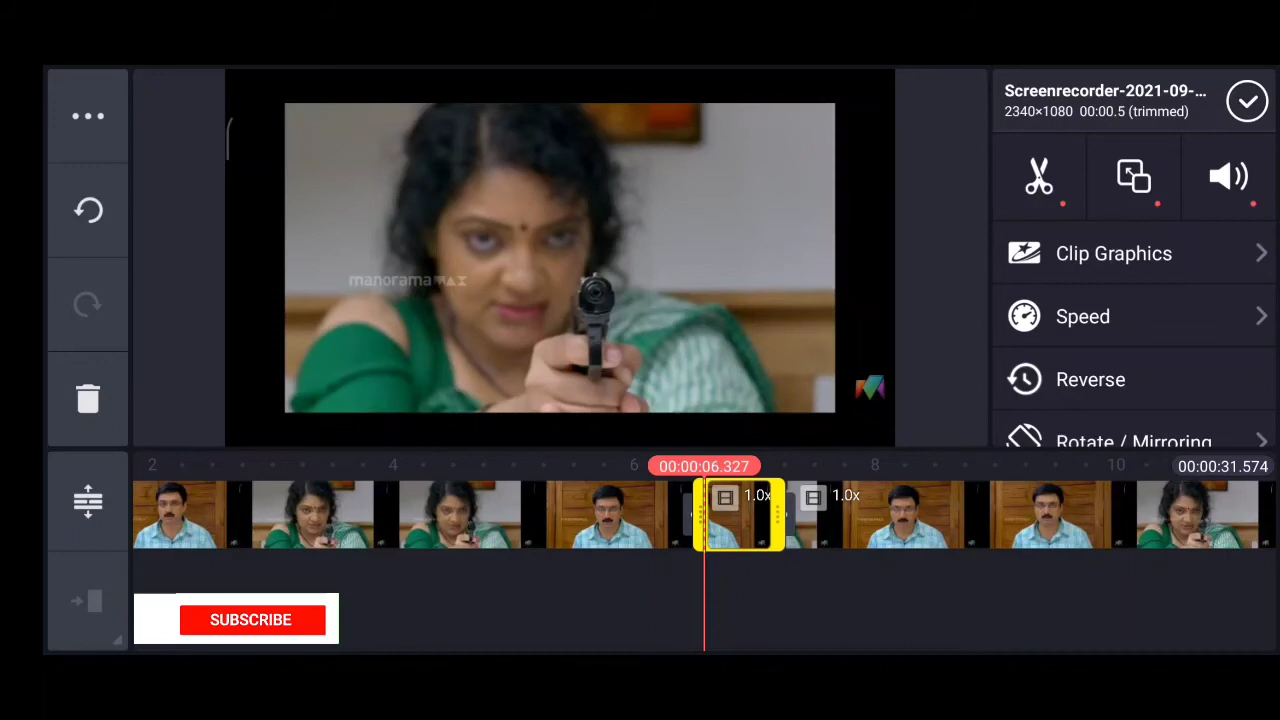 Screenrecorder-2021-09-...
2340×1080 00:00.5 (trimmed)
manoramaMAX
Clip Graphics
Speed
Reverse
Rotate / Mirroring
2
4
6
00:00:06.327
8
10
00:00:31.574
1.0x
1.0x
SUBSCRIBE